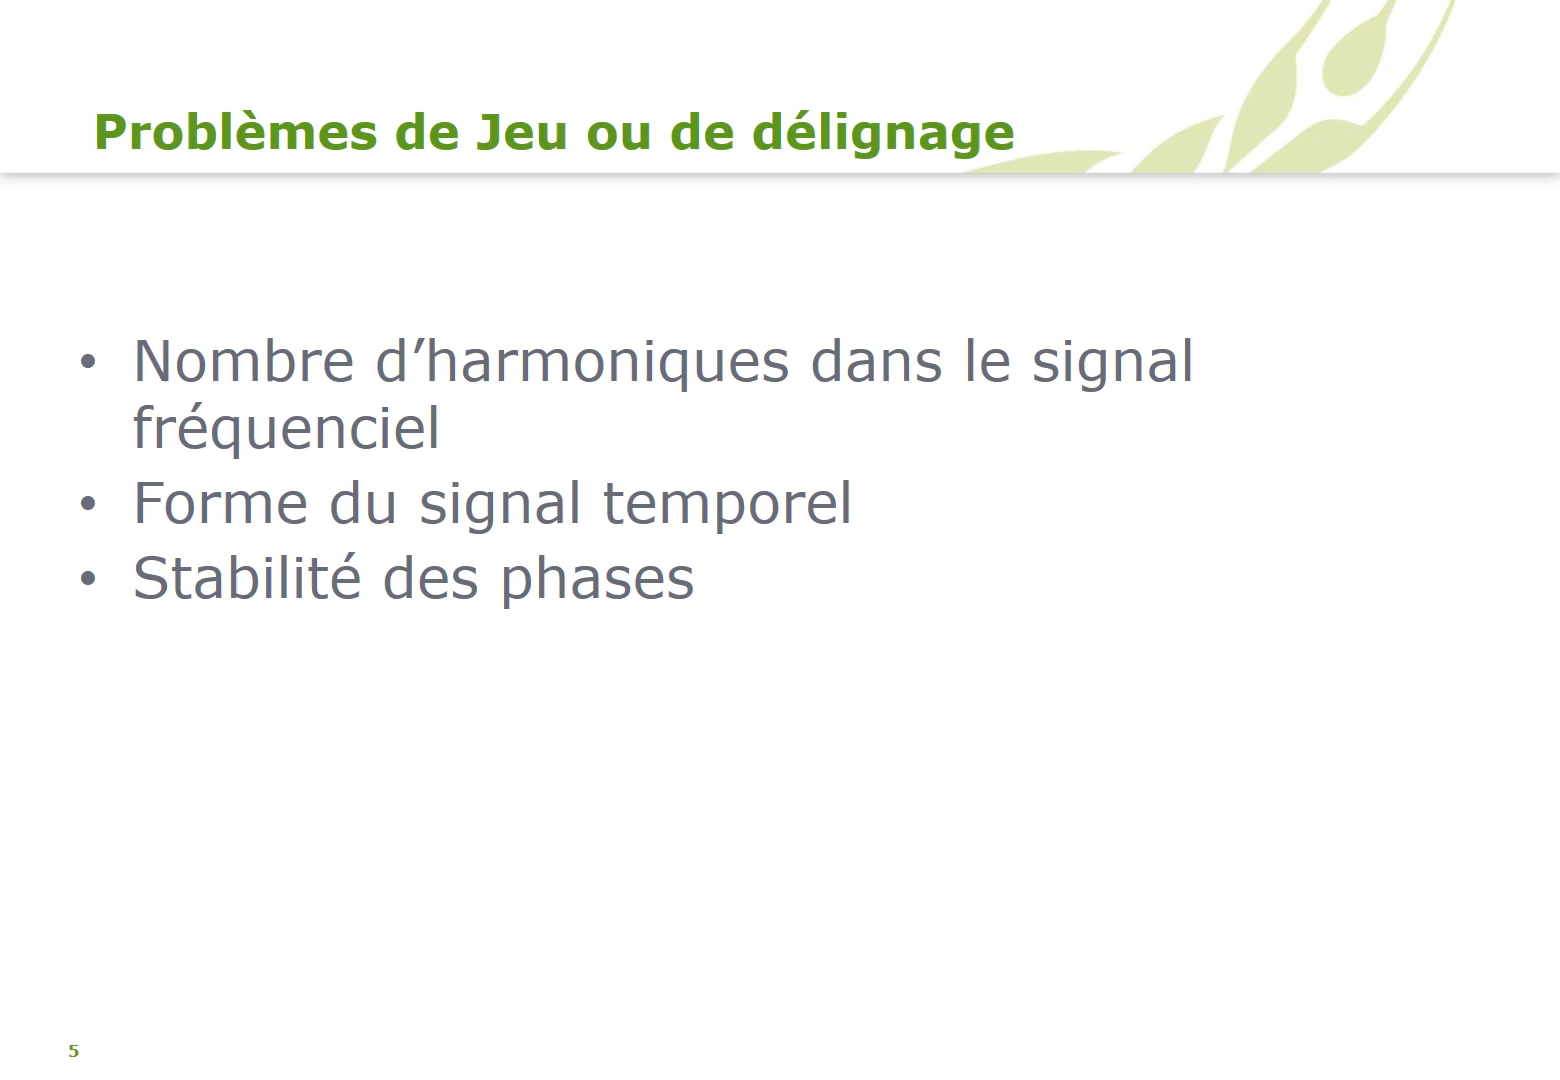 Problèmes de Jeu ou de délignage
• Nombre d’harmoniques dans le signal
fréquenciel
• Forme du signal temporel
• Stabilité des phases
5